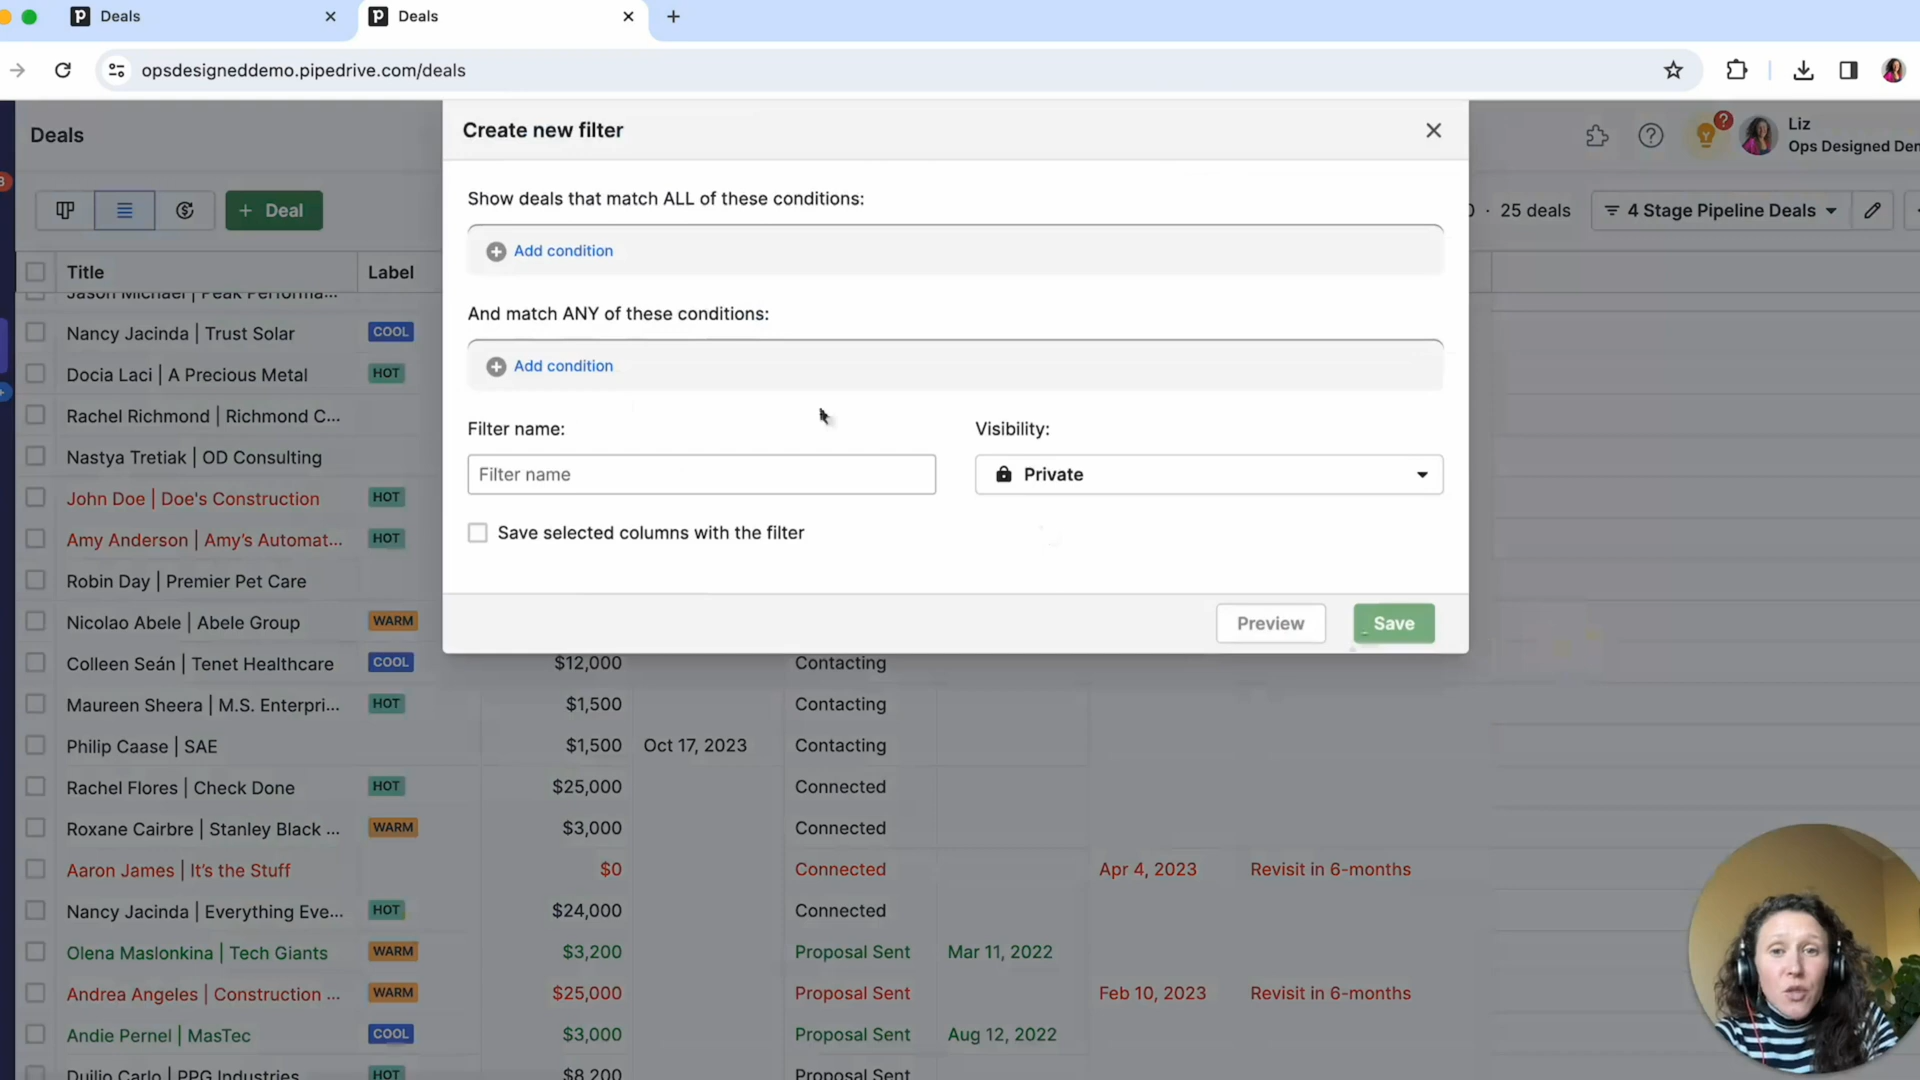 Deals
Deals
opsdesigneddemo.pipedrive.com/deals
Deals
Create new filter
Liz
Ops Designed Den
Deal
Show deals that match ALL of these conditions:
25 deals
4 Stage Pipeline Deals
Add condition
Title
Label
Jason Michael | Peak Performa...
And match ANY of these conditions:
Nancy Jacinda | Trust Solar
COOL
Add condition
Docia Laci | A Precious Metal
HOT
Rachel Richmond | Richmond C...
Filter name:
Visibility:
Nastya Tretiak | OD Consulting
Filter name
Private
John Doe | Doe's Construction
HOT
Save selected columns with the filter
Amy Anderson | Amy's Automat...
HOT
Robin Day | Premier Pet Care
Nicolao Abele | Abele Group
WARM
Preview
Save
Colleen Seán | Tenet Healthcare
COOL
$12,000
Contacting
Maureen Sheera | M.S. Enterpri...
HOT
$1,500
Contacting
Philip Caase | SAE
$1,500
Oct 17, 2023
Contacting
Rachel Flores | Check Done
HOT
$25,000
Connected
Roxane Cairbre | Stanley Black ...
WARM
$3,000
Connected
Aaron James | It's the Stuff
$0
Connected
Apr 4, 2023
Revisit in 6-months
Nancy Jacinda | Everything Eve...
HOT
$24,000
Connected
Olena Maslonkina | Tech Giants
WARM
$3,200
Proposal Sent
Mar 11, 2022
Andrea Angeles | Construction ...
WARM
$25,000
Proposal Sent
Feb 10, 2023
Revisit in 6-months
Andie Pernel | MasTec
COOL
$3,000
Proposal Sent
Aug 12, 2022
Duilio Carlo | PPG Industries
HOT
$8,200
Proposal Sent